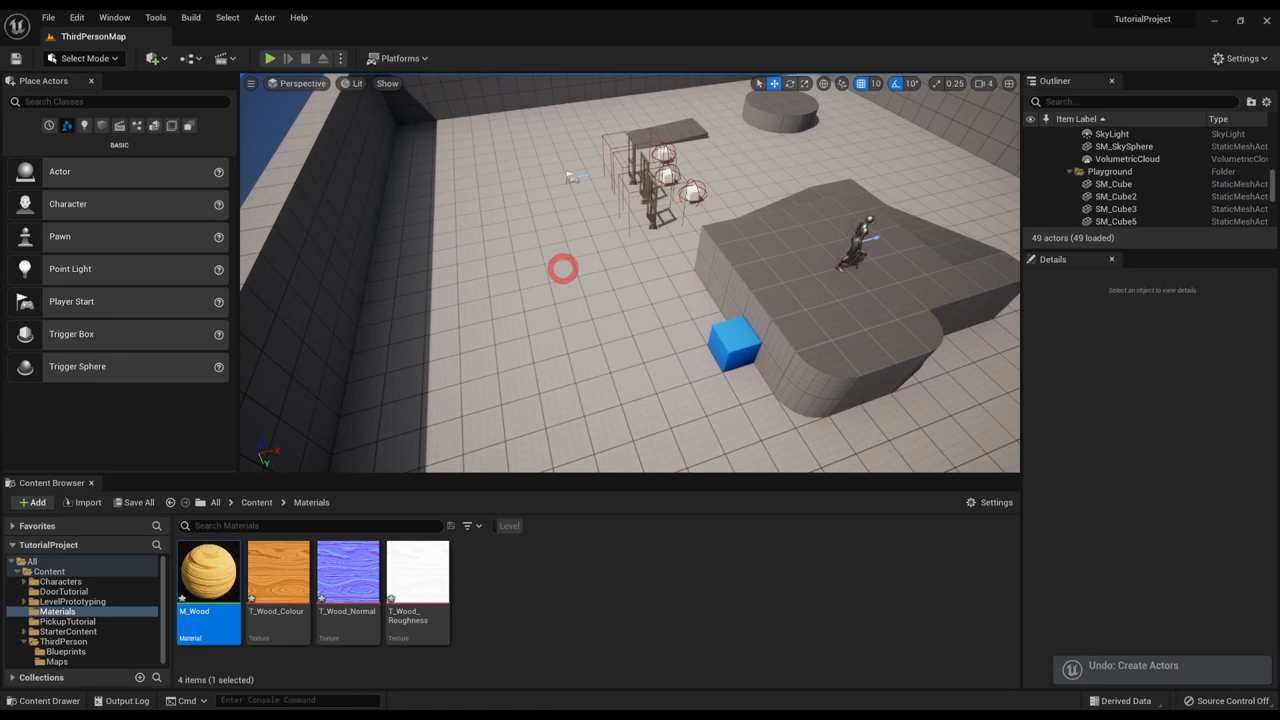 File Edit Window Tools Build Select Actor Help
TutorialProject
ThirdPersonMap
Select Mode
Platforms
Settings
Place Actors
Search Classes
BASIC
Actor
Character
Pawn
Point Light
Player Start
Trigger Box
Trigger Sphere
Perspective Lit Show
10 10° 0.25 4
X
Y
Outliner
Search...
Item Label Type
SkyLight SkyLight
SM_SkySphere StaticMeshAct
VolumetricCloud VolumetricClo
Playground Folder
SM_Cube StaticMeshAct
SM_Cube2 StaticMeshAct
SM_Cube3 StaticMeshAct
SM_Cube5 StaticMeshAct
49 actors (49 loaded)
Details
Select an object to view details.
Content Browser
Add Import Save All All Content Materials
Settings
Favorites
TutorialProject
All
Content
Characters
DoorTutorial
LevelPrototyping
Materials
PickupTutorial
StarterContent
ThirdPerson
Blueprints
Maps
Collections
Search Materials
Level
M_Wood
Material
T_Wood_Colour
Texture
T_Wood_Normal
Texture
T_Wood_
Roughness
Texture
4 items (1 selected)
Undo: Create Actors
Content Drawer Output Log Cmd Enter Console Command
Derived Data Source Control Off